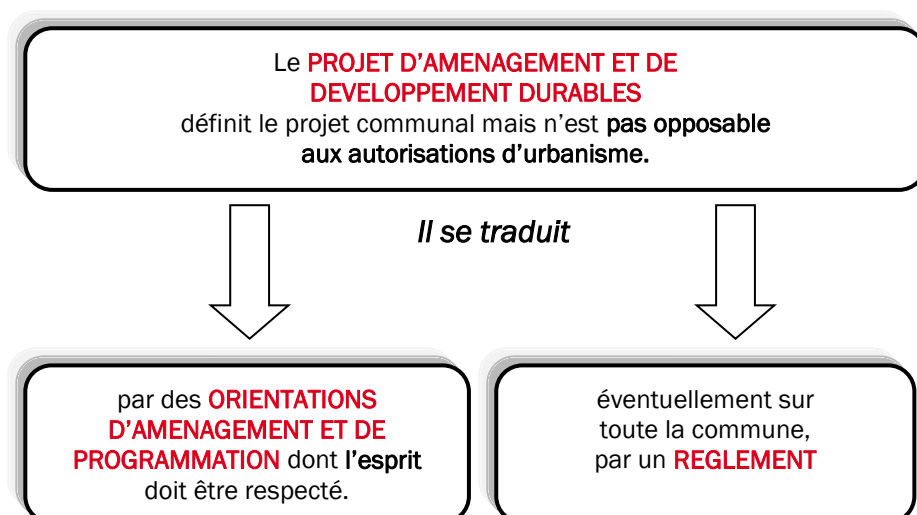 Le PROJET D’AMENAGEMENT ET DE
DEVELOPPEMENT DURABLES
définit le projet communal mais n’est pas opposable
aux autorisations d’urbanisme.
Il se traduit
par des ORIENTATIONS
D’AMENAGEMENT ET DE
PROGRAMMATION dont l’esprit
doit être respecté.
éventuellement sur
toute la commune,
par un REGLEMENT